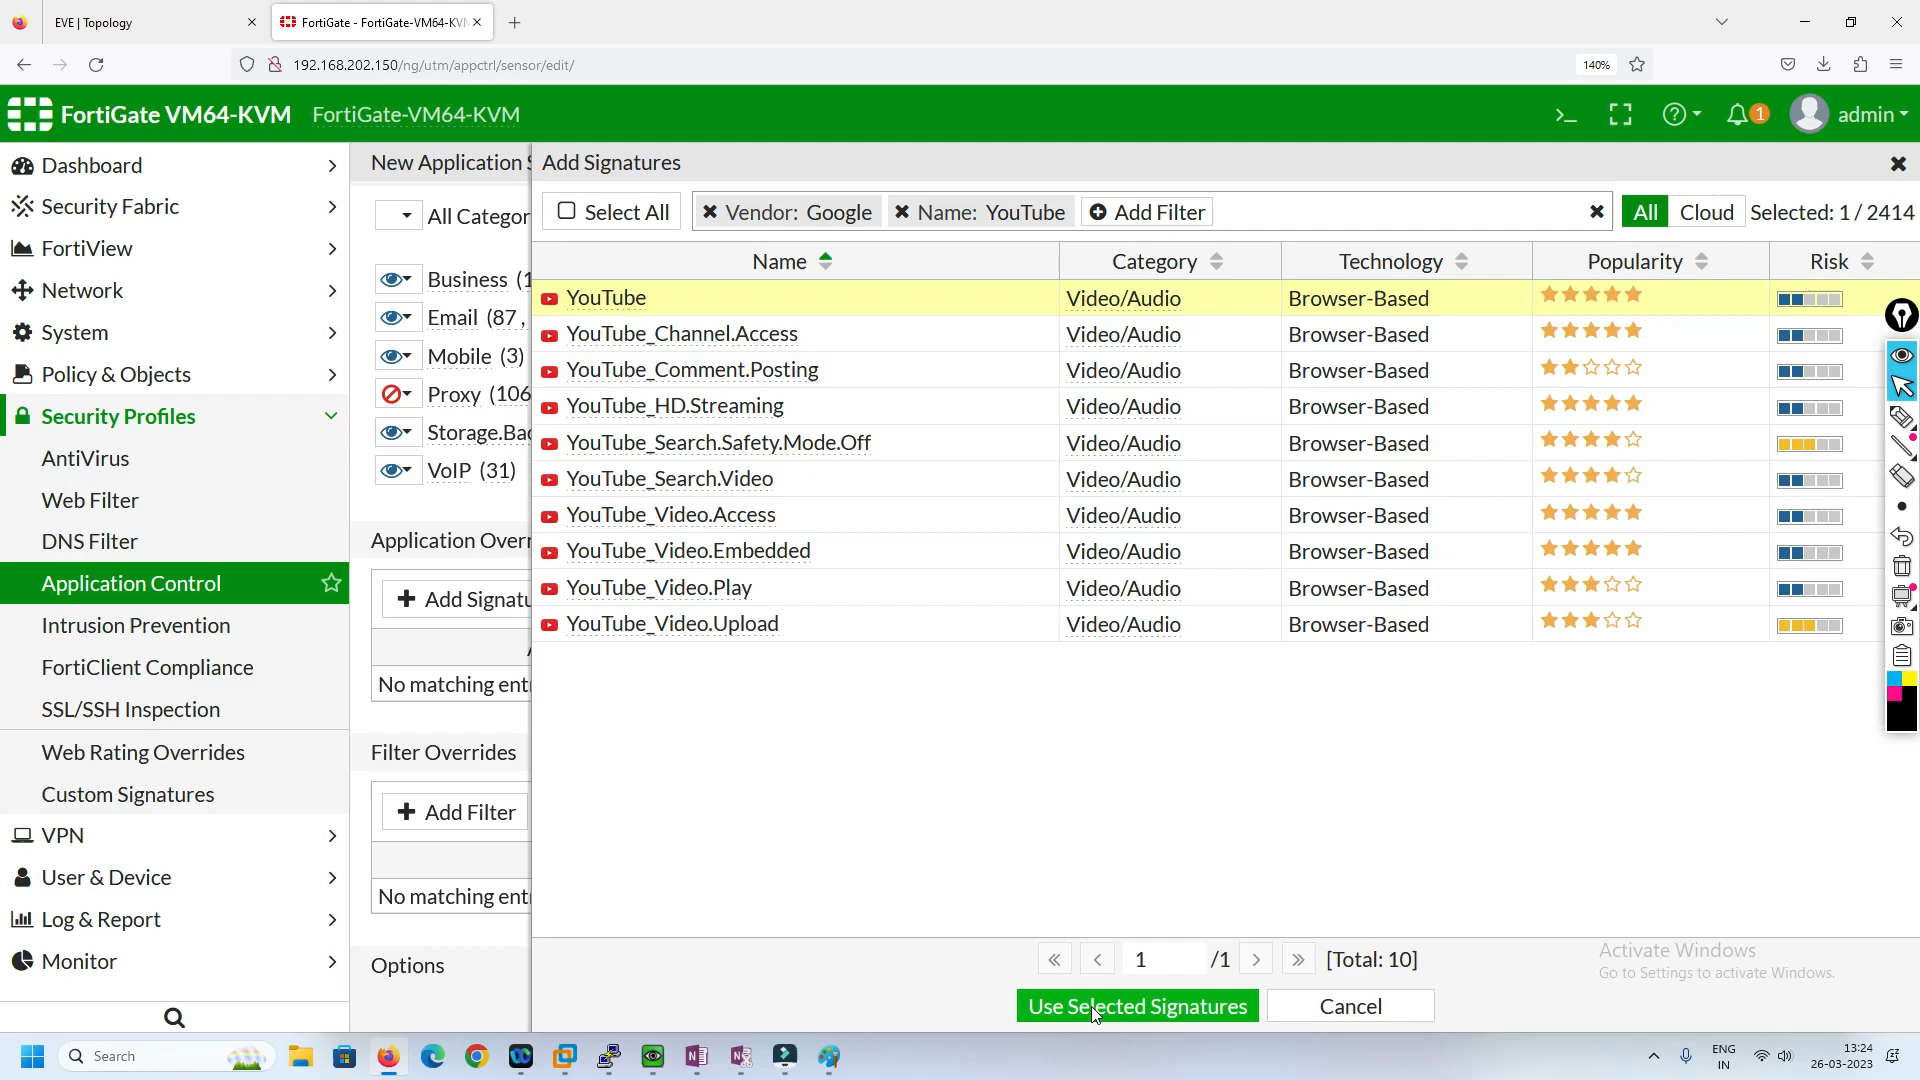 EVE | Topology
FortiGate - FortiGate-VM64-KV
192.168.202.150/ng/utm/appctrl/sensor/edit/
140%
FortiGate VM64-KVM
FortiGate-VM64-KVM
1
admin
Dashboard
Security Fabric
FortiView
Network
System
Policy & Objects
Security Profiles
AntiVirus
Web Filter
DNS Filter
Application Control
Intrusion Prevention
FortiClient Compliance
SSL/SSH Inspection
Web Rating Overrides
Custom Signatures
VPN
User & Device
Log & Report
Monitor
New Application S
All Categor
Business (1
Email (87,
Mobile (3)
Proxy (106
Storage.Bac
VoIP (31)
Application Overr
Add Signatu
No matching entr
Filter Overrides
Add Filter
No matching entr
Options
Add Signatures
Select All
Vendor: Google
Name: YouTube
Add Filter
All
Cloud
Selected: 1 / 2414
Name Category Technology Popularity Risk
YouTube Video/Audio Browser-Based
YouTube_Channel.Access Video/Audio Browser-Based
YouTube_Comment.Posting Video/Audio Browser-Based
YouTube_HD.Streaming Video/Audio Browser-Based
YouTube_Search.Safety.Mode.Off Video/Audio Browser-Based
YouTube_Search.Video Video/Audio Browser-Based
YouTube_Video.Access Video/Audio Browser-Based
YouTube_Video.Embedded Video/Audio Browser-Based
YouTube_Video.Play Video/Audio Browser-Based
YouTube_Video.Upload Video/Audio Browser-Based
1 /1 [Total: 10]
Use Selected Signatures
Cancel
Activate Windows
Go to Settings to activate Windows.
Search
ENG
IN
13:24
26-03-2023